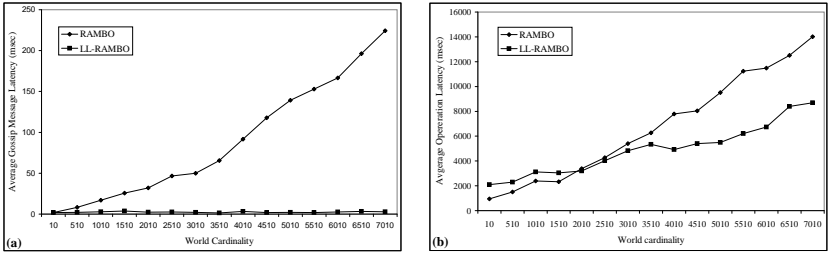 250
200
150
100
50
0
Average Gossip Message Latency (msec)
RAMBO
LL-RAMBO
10 510 1010 1510 2010 2510 3010 3510 4010 4510 5010 5510 6010 6510 7010
World Cardinality
(a)
16000
14000
12000
10000
8000
6000
4000
2000
0
Avgerage Opereration Latency (msec)
RAMBO
LL-RAMBO
10 510 1010 1510 2010 2510 3010 3510 4010 4510 5010 5510 6010 6510 7010
World cardinality
(b)